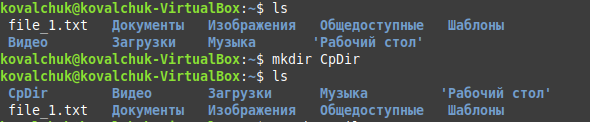 kovalchuk@kovalchuk-VirtualBox:~$ ls
file_1.txt Документы Изображения Общедоступные Шаблоны
Видео Загрузки Музыка 'Рабочий стол'
kovalchuk@kovalchuk-VirtualBox:~$ mkdir CpDir
kovalchuk@kovalchuk-VirtualBox:~$ ls
CpDir Видео Загрузки Музыка 'Рабочий стол'
file_1.txt Документы Изображения Общедоступные Шаблоны